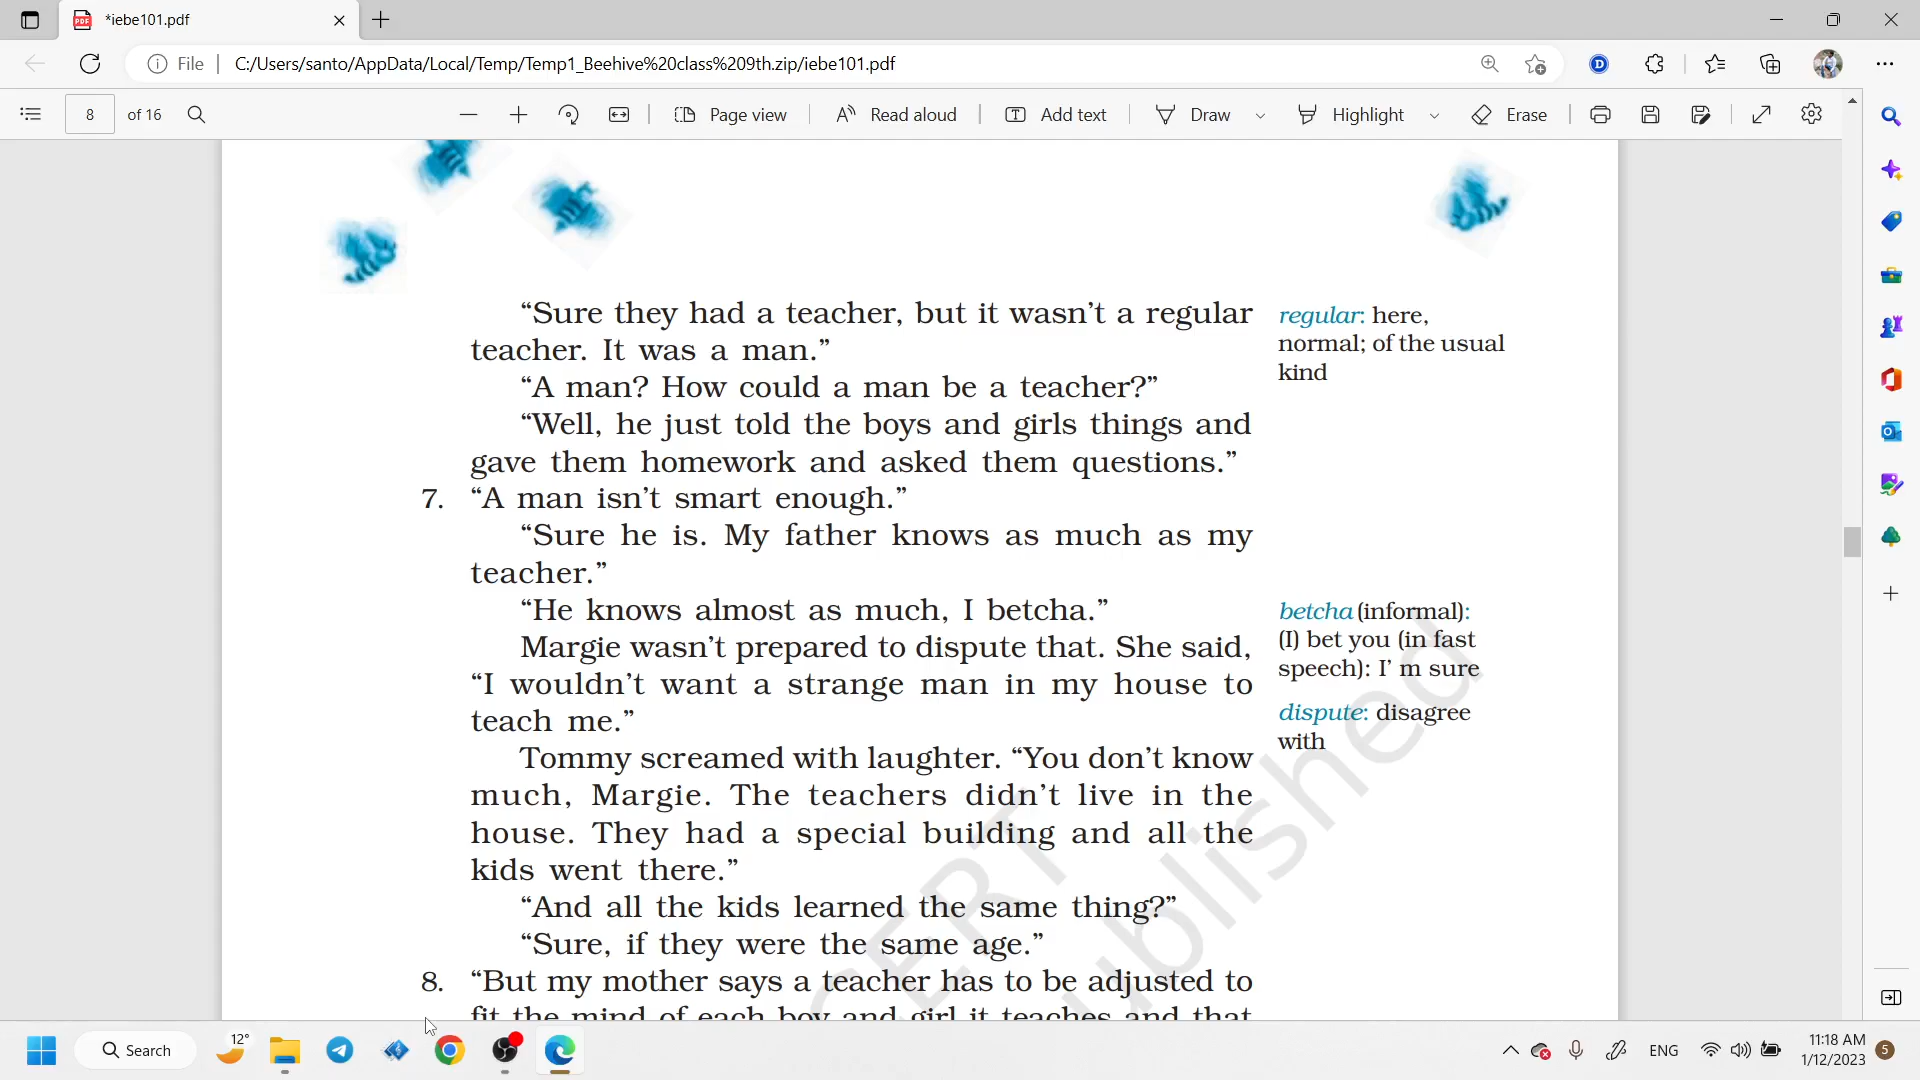 *iebe101.pdf
File
C:/Users/santo/AppData/Local/Temp/Temp1_Beehive%20class%209th.zip/iebe101.pdf
8 of 16
Page view
Read aloud
Add text
Draw
Highlight
Erase
“Sure they had a teacher, but it wasn’t a regular
teacher. It was a man.”
“A man? How could a man be a teacher?”
“Well, he just told the boys and girls things and
gave them homework and asked them questions.”
7. “A man isn’t smart enough.”
“Sure he is. My father knows as much as my
teacher.”
“He knows almost as much, I betcha.”
Margie wasn’t prepared to dispute that. She said,
“I wouldn’t want a strange man in my house to
teach me.”
Tommy screamed with laughter. “You don’t know
much, Margie. The teachers didn’t live in the
house. They had a special building and all the
kids went there.”
“And all the kids learned the same thing?”
“Sure, if they were the same age.”
8. “But my mother says a teacher has to be adjusted to
fit the mind of each boy and girl it teaches and that
regular: here,
normal; of the usual
kind
betcha (informal):
(I) bet you (in fast
speech): I’ m sure
dispute: disagree
with
CERT
ublished
Search
12°
ENG
11:18 AM
1/12/2023
5